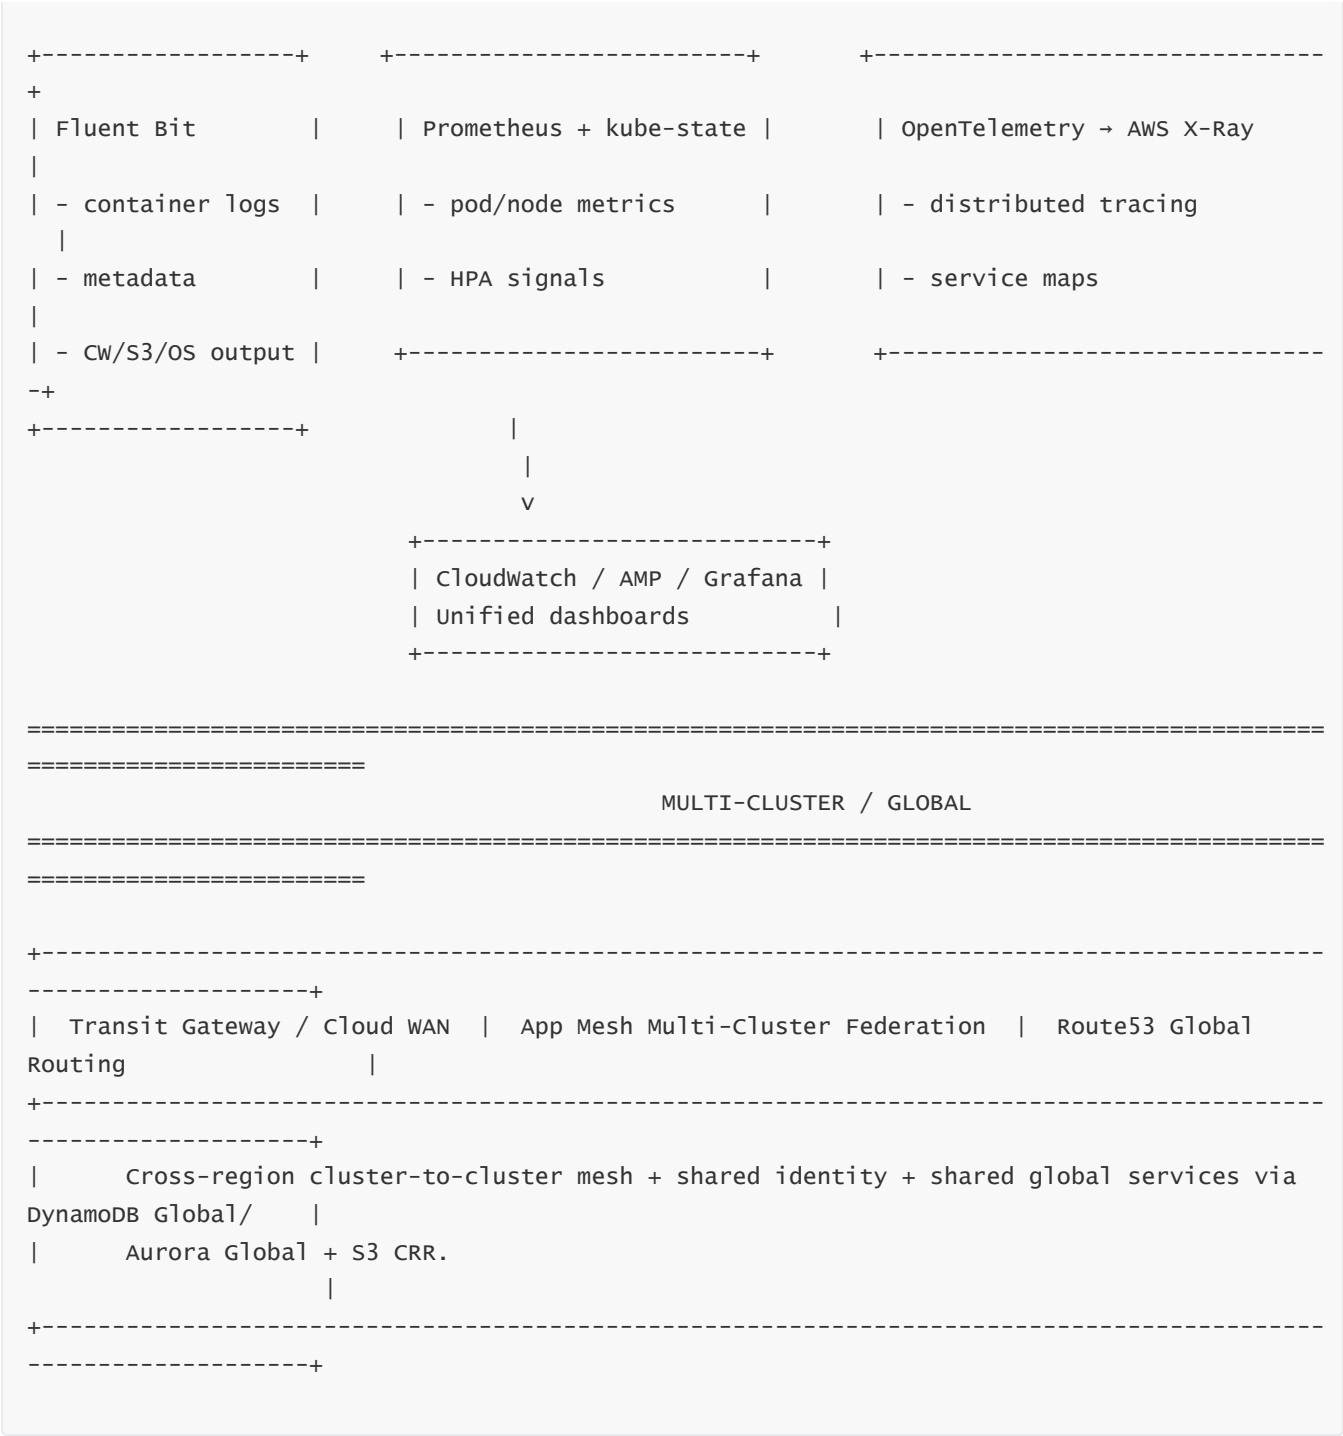 +------------------+     +-------------------------+       +--------------------------------
+
| Fluent Bit        |     | Prometheus + kube-state |       | OpenTelemetry → AWS X-Ray
|
| - container logs  |     | - pod/node metrics      |       | - distributed tracing
  |
| - metadata        |     | - HPA signals           |       | - service maps
|
| - CW/S3/OS output |     +-------------------------+       +-------------------------------
-+
+------------------+              |
                                   |
                                   v
                           +----------------------------+
                           | CloudWatch / AMP / Grafana |
                           | Unified dashboards          |
                           +----------------------------+
============================================================================================
========================
                                             MULTI-CLUSTER / GLOBAL
============================================================================================
========================
+-------------------------------------------------------------------------------------------
--------------------+
|  Transit Gateway / Cloud WAN  |  App Mesh Multi-Cluster Federation  |  Route53 Global
Routing                 |
+-------------------------------------------------------------------------------------------
--------------------+
|      Cross-region cluster-to-cluster mesh + shared identity + shared global services via
DynamoDB Global/    |
|      Aurora Global + S3 CRR.
                     |
+-------------------------------------------------------------------------------------------
--------------------+